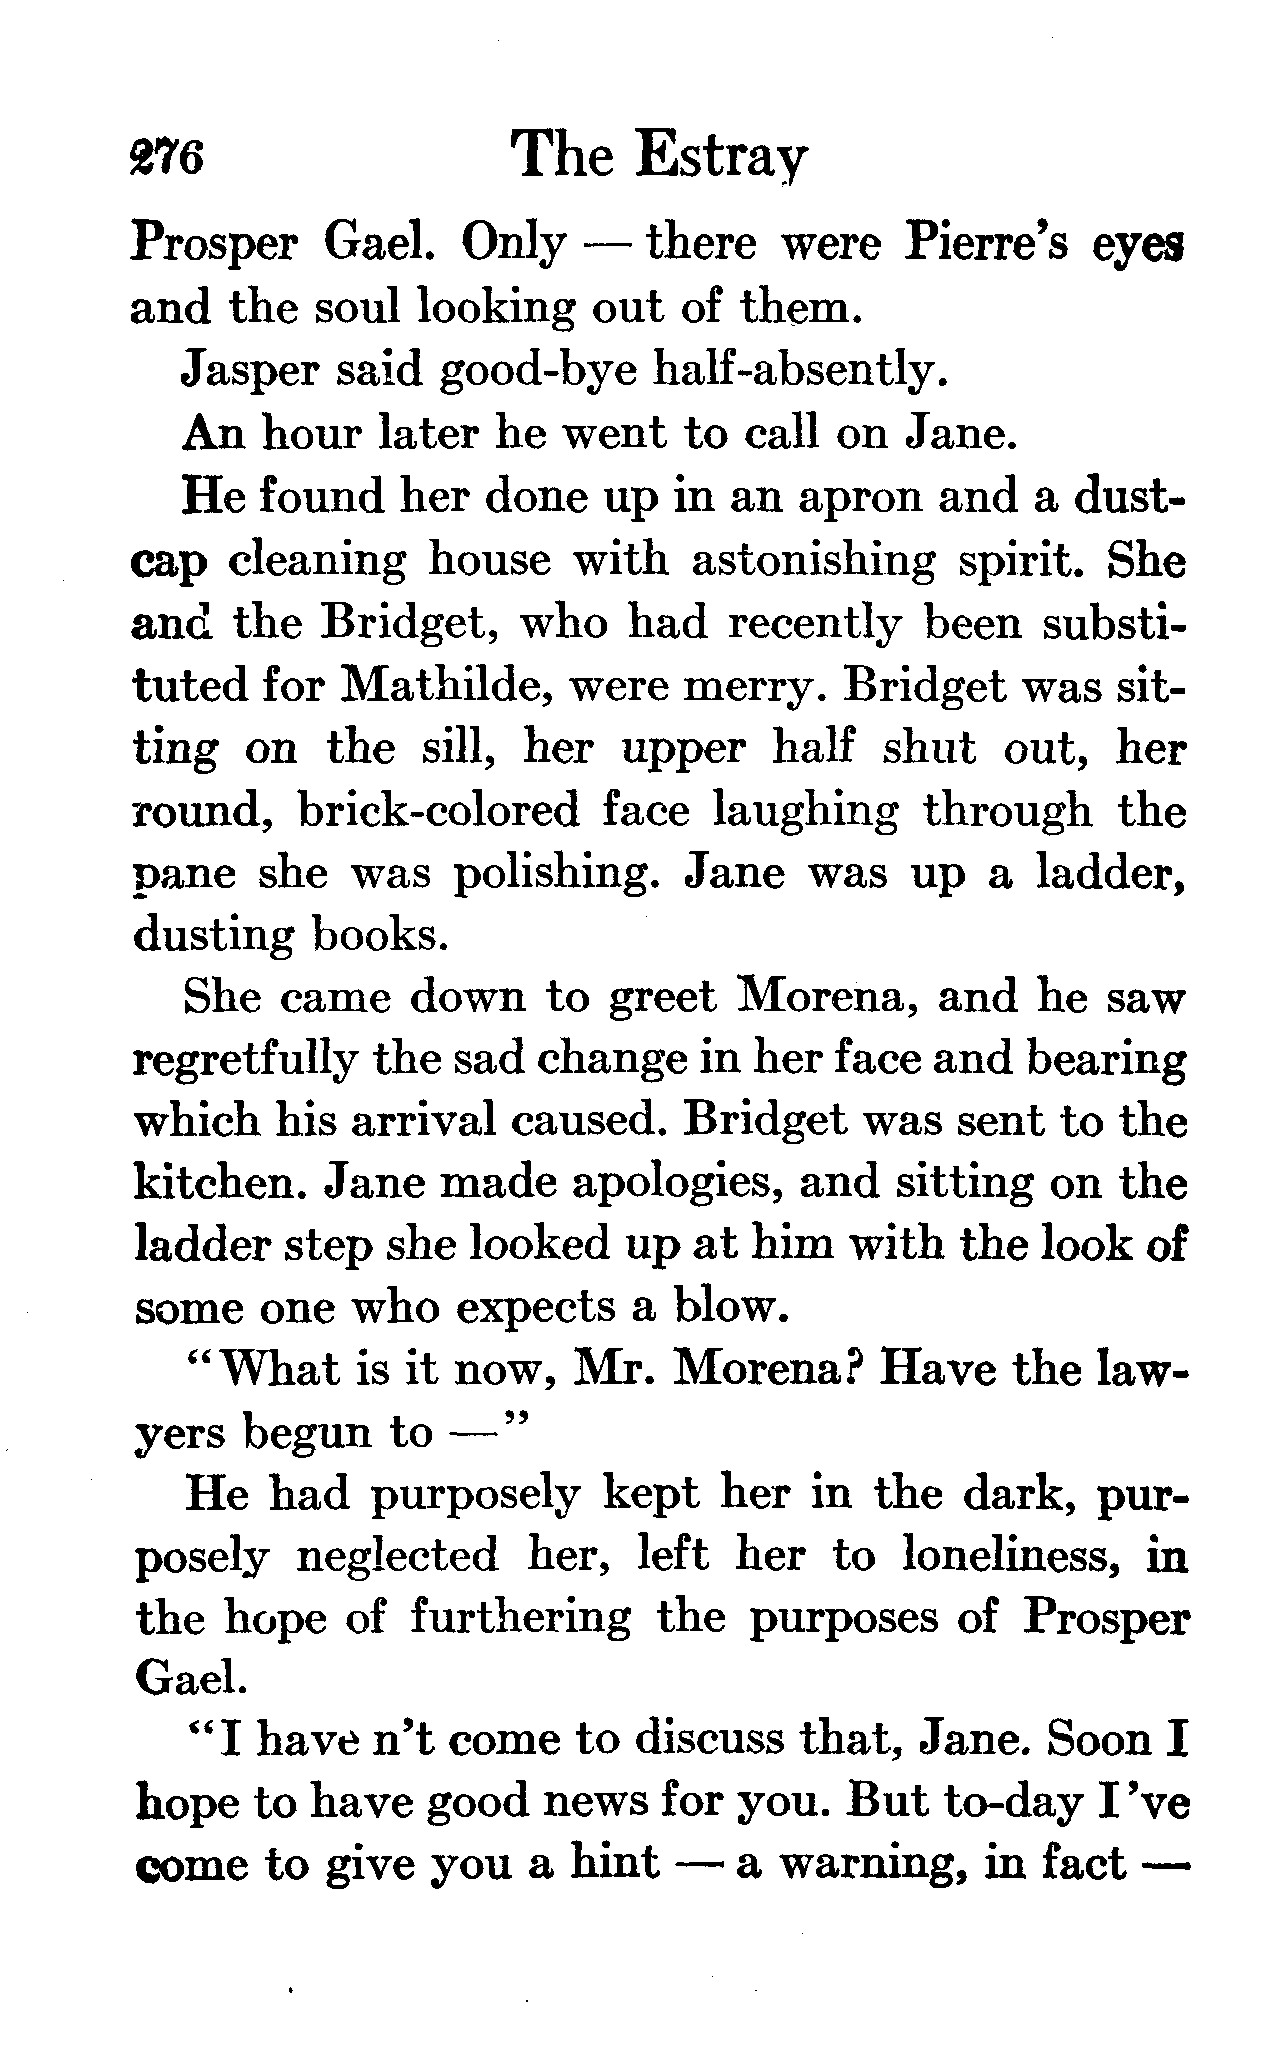 276 The Estray
Prosper Gael. Only — there were Pierre's eyes
and the soul looking out of them.
Jasper said good-bye half-absently.
An hour later he went to call on Jane.
He found her done up in an apron and a dust-
cap cleaning house with astonishing spirit. She
and the Bridget, who had recently been substi-
tuted for Mathilde, were merry. Bridget was sit-
ting on the sill, her upper half shut out, her
round, brick-colored face laughing through the
pane she was polishing. Jane was up a ladder,
dusting books.
She came down to greet Morena, and he saw
regretfully the sad change in her face and bearing
which his arrival caused. Bridget was sent to the
kitchen. Jane made apologies, and sitting on the
ladder step she looked up at him with the look of
some one who expects a blow.
"What is it now, Mr. Morena? Have the law-
yers begun to —"
He had purposely kept her in the dark, pur-
posely neglected her, left her to loneliness, in
the hope of furthering the purposes of Prosper
Gael.
"I have n't come to discuss that, Jane. Soon I
hope to have good news for you. But to-day I 've
come to give you a hint — a warning, in fact —